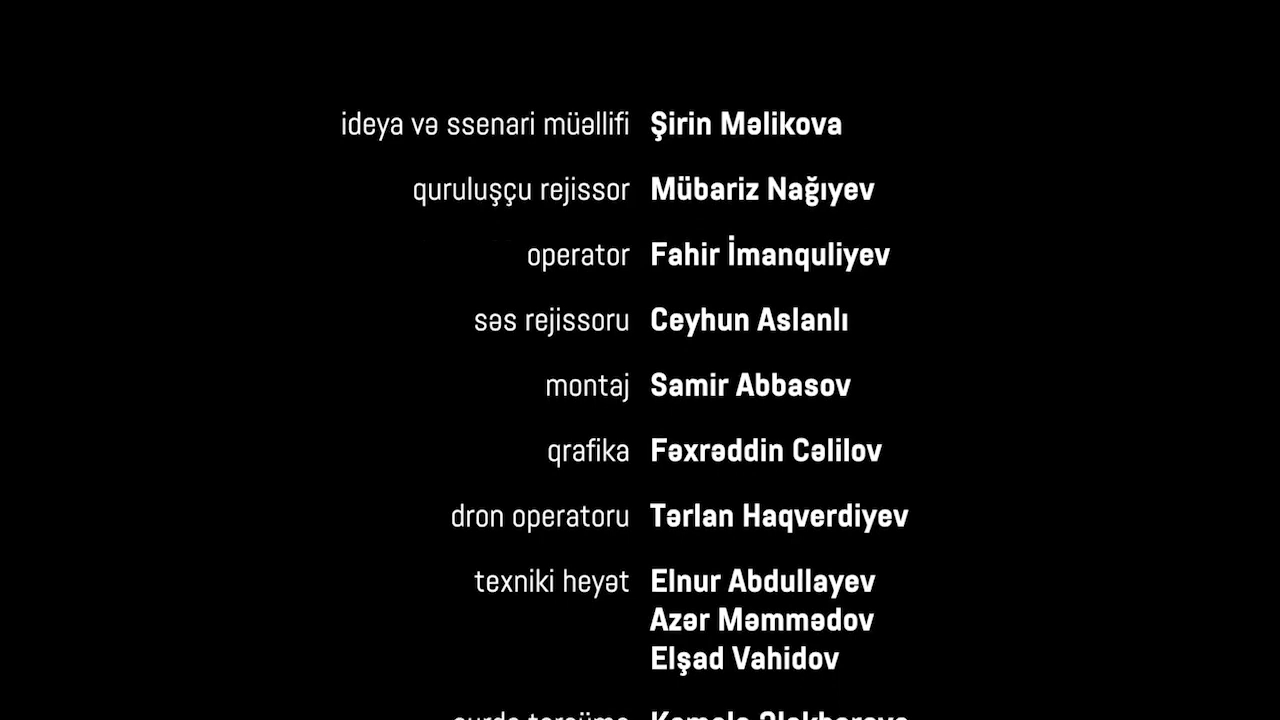 ideya və ssenari müəllifi Şirin Məlikova
quruluşçu rejissor Mübariz Nağıyev
operator Fahir İmanquliyev
səs rejissoru Ceyhun Aslanlı
montaj Samir Abbasov
qrafika Fəxrəddin Cəlilov
dron operatoru Tərlan Haqverdiyev
texniki heyət Elnur Abdullayev
Azər Məmmədov
Elşad Vahidov